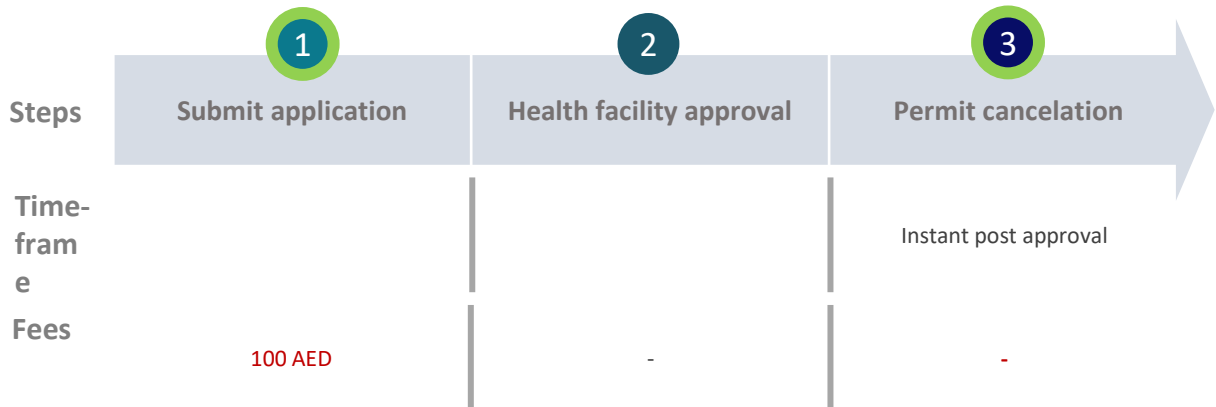 1
2
3
Steps
Submit application
Health facility approval
Permit cancelation
Time-
fram
e
Instant post approval
Fees
100 AED
-
-